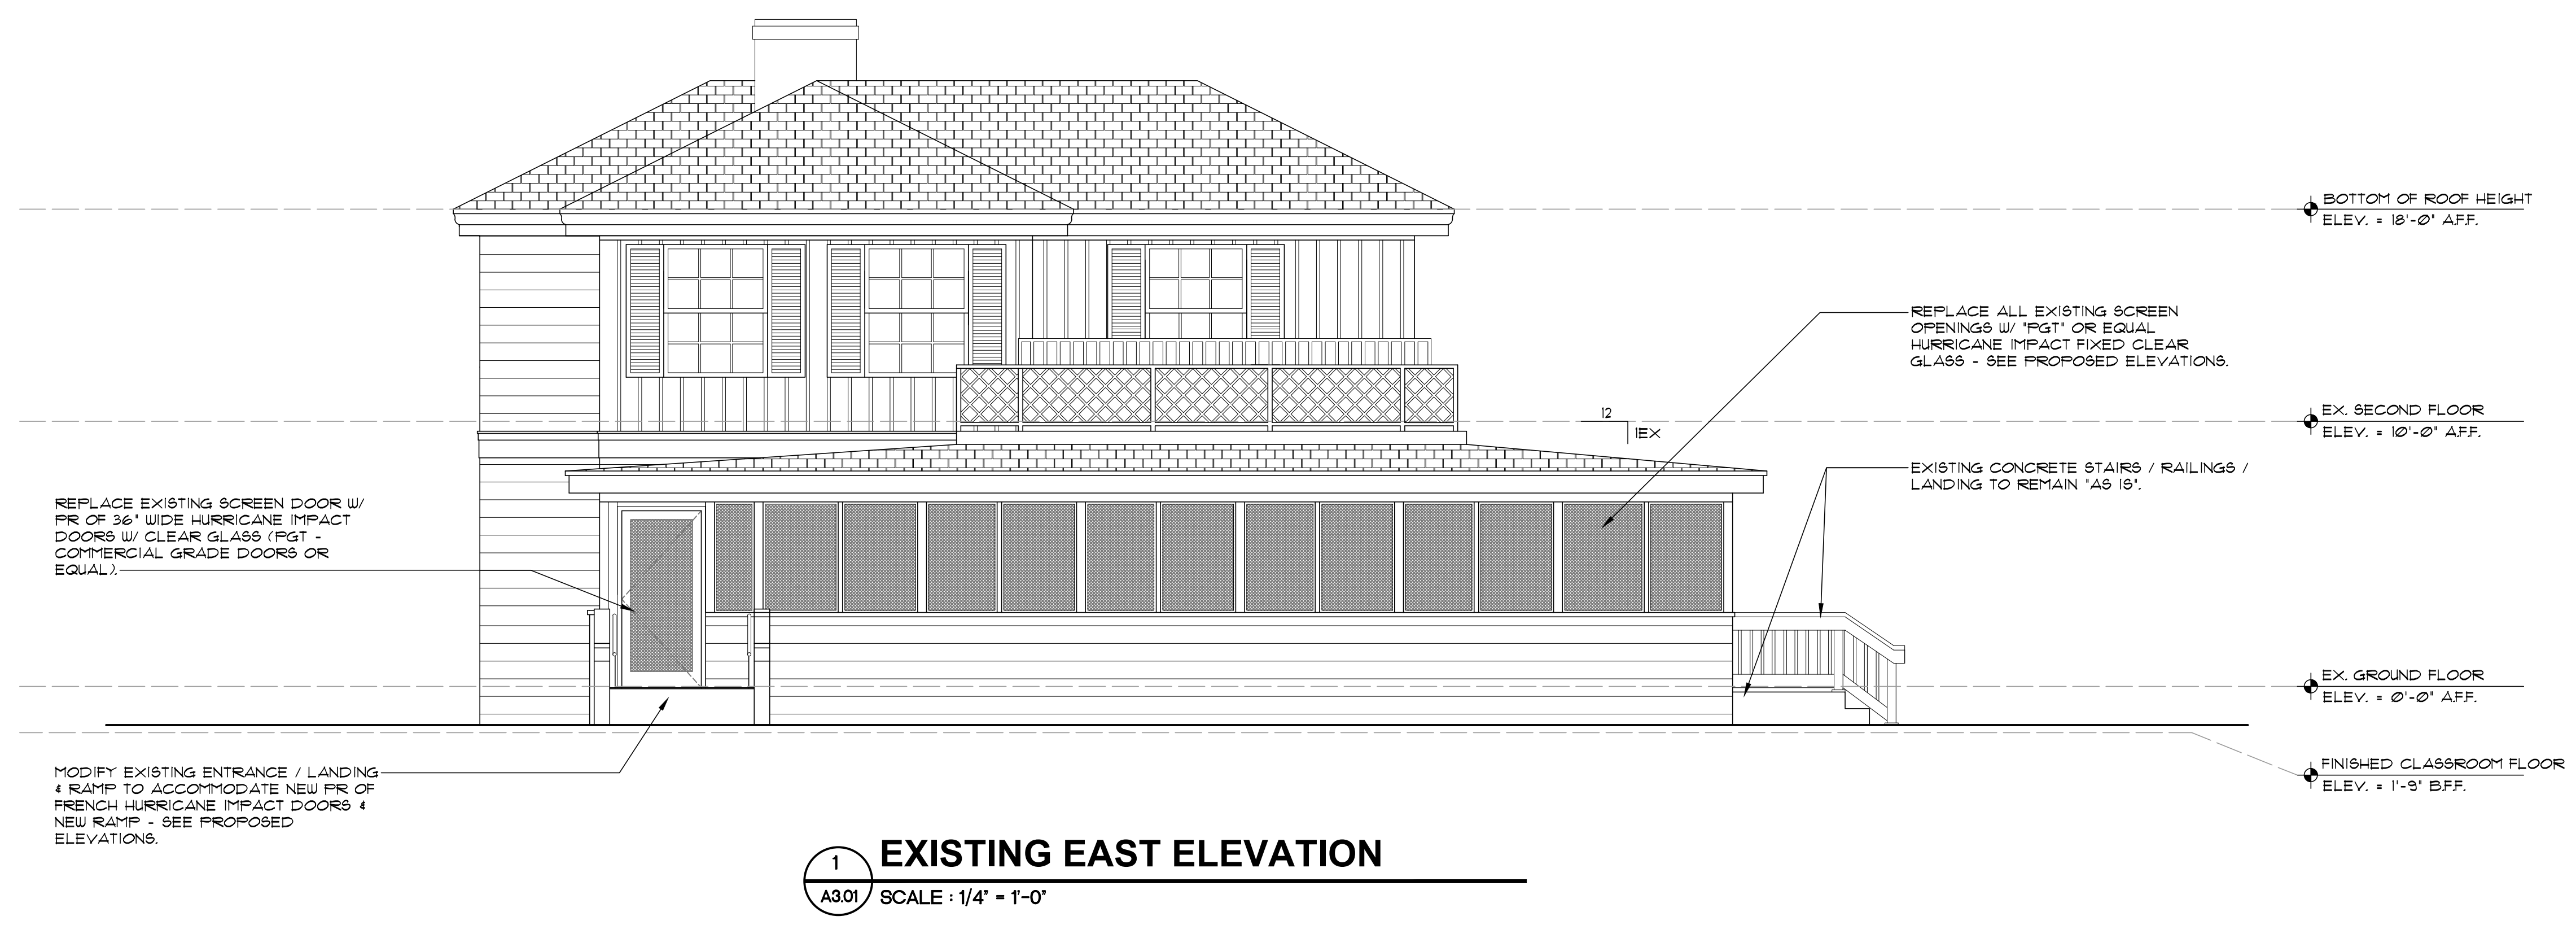 BOTTOM OF ROOF HEIGHT
ELEV. = 18'-0" A.F.F.
REPLACE ALL EXISTING SCREEN
OPENINGS W/ "PGT" OR EQUAL
HURRICANE IMPACT FIXED CLEAR
GLASS - SEE PROPOSED ELEVATIONS.
12
1EX
EX. SECOND FLOOR
ELEV. = 10'-0" A.F.F.
EXISTING CONCRETE STAIRS / RAILINGS /
LANDING TO REMAIN "AS IS".
REPLACE EXISTING SCREEN DOOR W/
PR OF 36" WIDE HURRICANE IMPACT
DOORS W/ CLEAR GLASS (PGT -
COMMERCIAL GRADE DOORS OR
EQUAL).
EX. GROUND FLOOR
ELEV. = 0'-0" A.F.F.
FINISHED CLASSROOM FLOOR
ELEV. = 1'-9" B.F.F.
MODIFY EXISTING ENTRANCE / LANDING
& RAMP TO ACCOMMODATE NEW PR OF
FRENCH HURRICANE IMPACT DOORS &
NEW RAMP - SEE PROPOSED
ELEVATIONS.
1
A3.01
EXISTING EAST ELEVATION
SCALE : 1/4" = 1'-0"